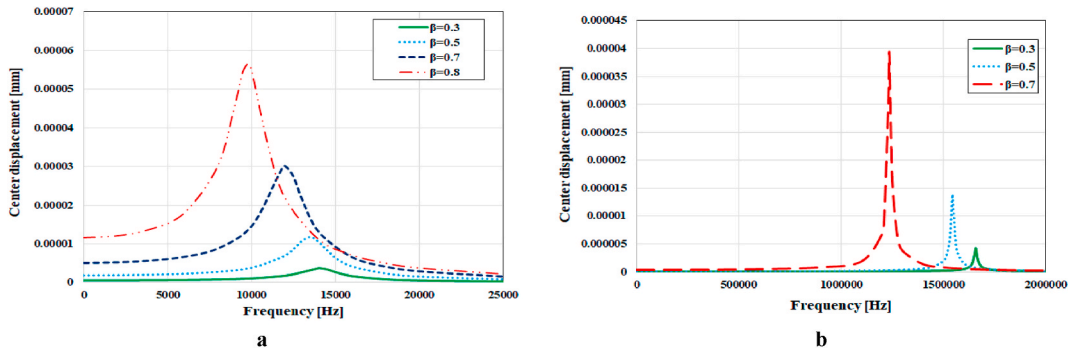 0.00007
0.00006
0.00005
0.00004
0.00003
0.00002
0.00001
0
Center displacement [mm]
β=0.3
β=0.5
β=0.7
β=0.8
0 5000 10000 15000 20000 25000
Frequency [Hz]
a
0.000045
0.00004
0.000035
0.00003
0.000025
0.00002
0.000015
0.00001
0.000005
0
Center displacement [mm]
β=0.3
β=0.5
β=0.7
0 500000 1000000 1500000 2000000
Frequency [Hz]
b